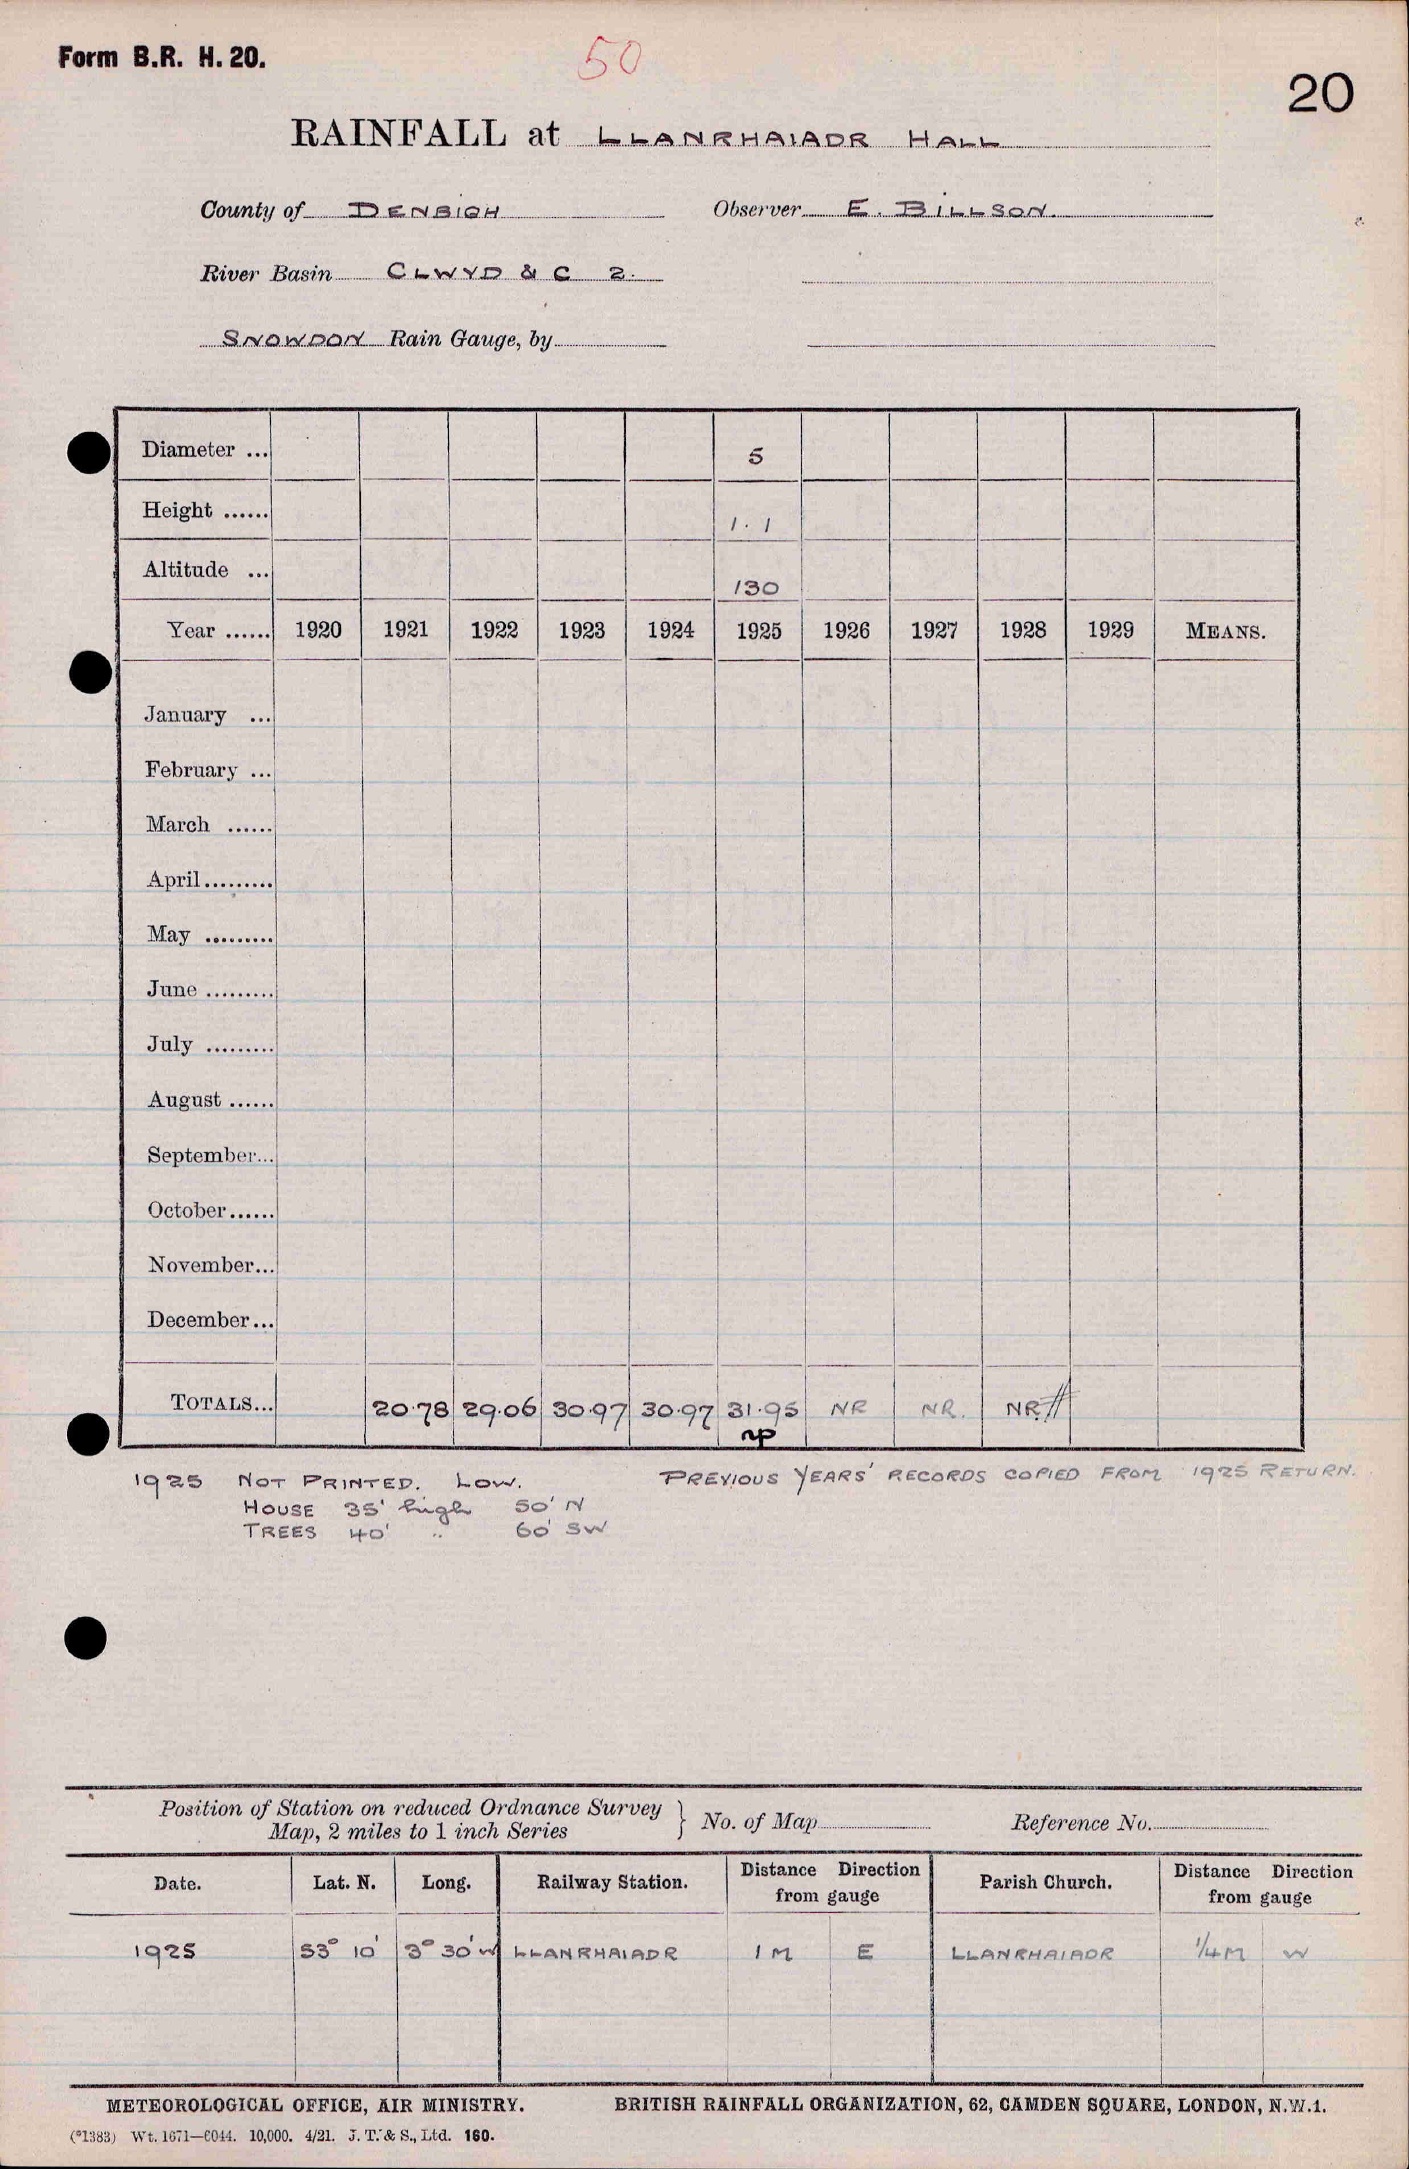 Form B.R. H. 20.
50
20
RAINFALL at LLANRHAIADR HALL
County of DENBIGH Observer E. BILLSON.
River Basin CLWYD & C 2.
SNOWDON Rain Gauge, by
Diameter ... 5
Height ...... 1.1
Altitude ... 130
Year ...... 1920 1921 1922 1923 1924 1925 1926 1927 1928 1929 MEANS.
January ...
February ...
March ......
April.........
May .........
June .........
July .........
August ......
September...
October......
November...
December...
TOTALS... 20.78 29.06 30.97 30.97 31.95 NR NR. NR
np
1925 NOT PRINTED. LOW. PREVIOUS YEARS' RECORDS COPIED FROM 1925 RETURN.
HOUSE 35' high 50' N
TREES 40' " 60' SW
Position of Station on reduced Ordnance Survey
Map, 2 miles to 1 inch Series } No. of Map Reference No.
Date. Lat. N. Long. Railway Station. Distance Direction from gauge Parish Church. Distance Direction from gauge
1925 53° 10' 3° 30' W LLANRHAIADR 1 M E LLANRHAIADR 1/4 M W
METEOROLOGICAL OFFICE, AIR MINISTRY. BRITISH RAINFALL ORGANIZATION, 62, CAMDEN SQUARE, LONDON, N.W.1.
(*1383) Wt. 1671—6044. 10,000. 4/21. J. T. & S., Ltd. 160.